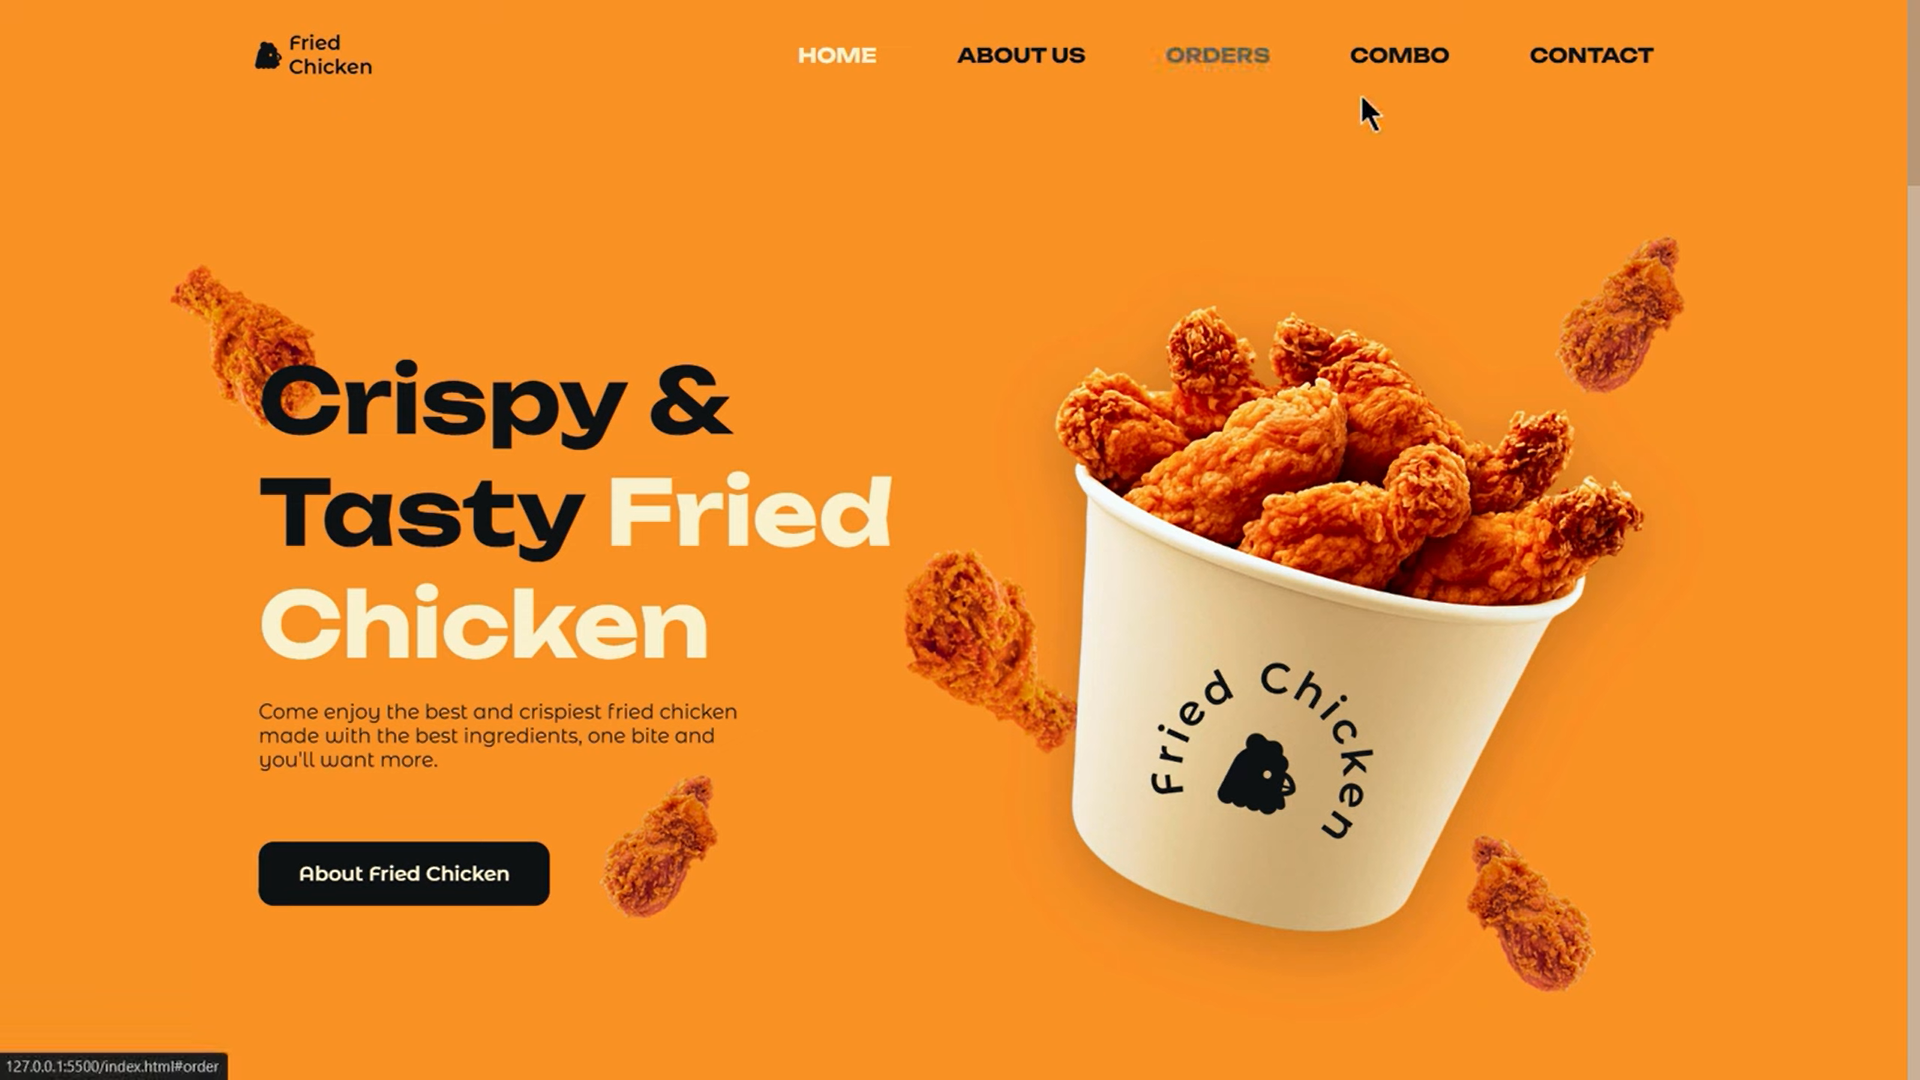 Fried
Chicken
HOME ABOUT US ORDERS COMBO CONTACT
Crispy &
Tasty Fried
Chicken
Come enjoy the best and crispiest fried chicken
made with the best ingredients, one bite and
you'll want more.
About Fried Chicken
Fried Chicken
127.0.0.1:5500/index.html#order